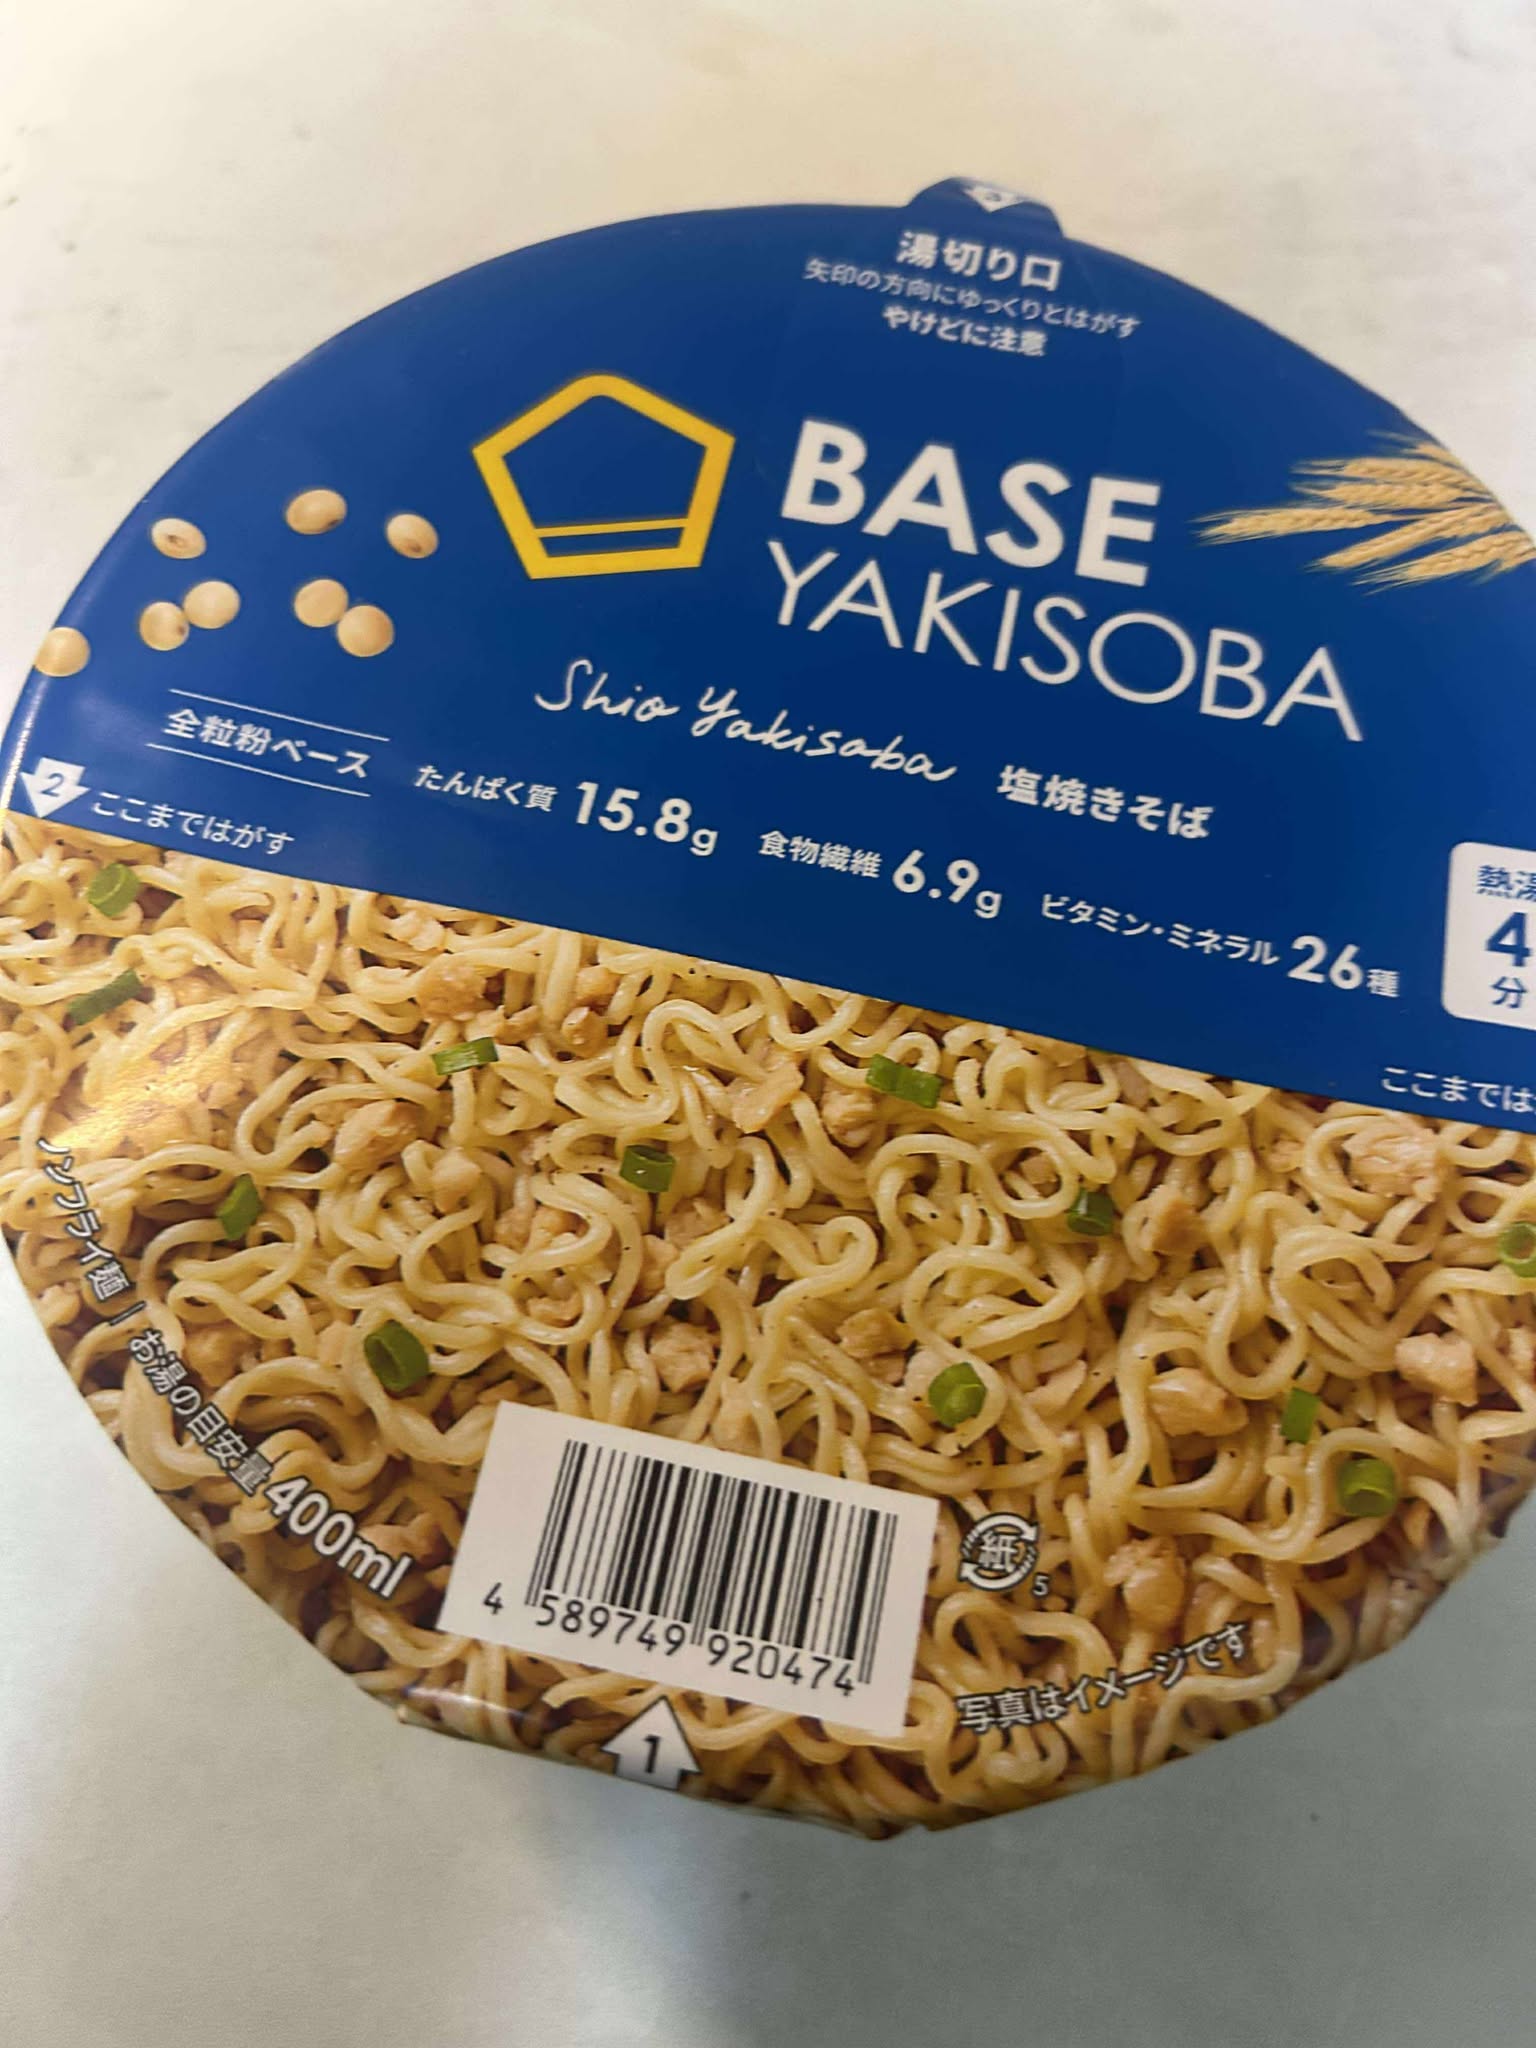 3
湯切り口
矢印の方向にゆっくりとはがす
やけどに注意
BASE
YAKISOBA
Shio Yakisoba 塩焼きそば
全粒粉ベース
たんぱく質 15.8g 食物繊維 6.9g ビタミン・ミネラル 26種
2 ここまではがす
熱湯
4
分
ここまでは
ノンフライ麺 | お湯の目安量 400ml
4 589749 920474
紙 5
写真はイメージです
1